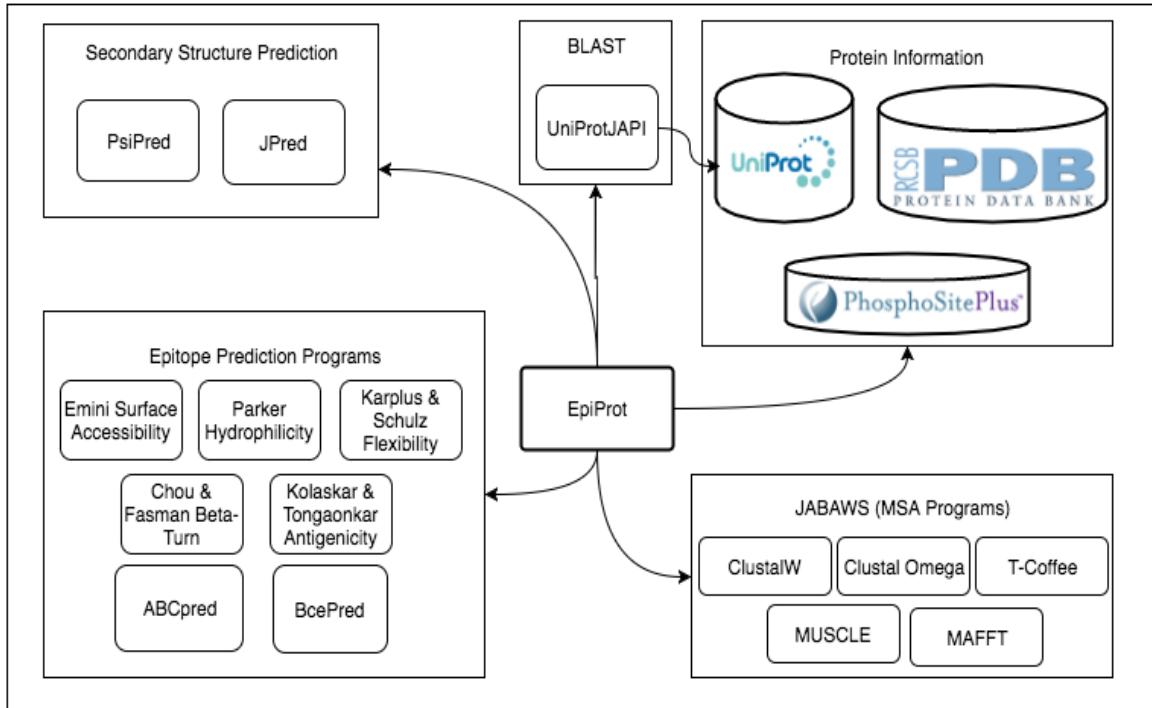 Secondary Structure Prediction
PsiPred
JPred
BLAST
UniProtJAPI
Protein Information
UniProt
RCSB
PDB
PROTEIN DATA BANK
PhosphoSitePlus™
Epitope Prediction Programs
Emini Surface
Accessibility
Parker
Hydrophilicity
Karplus &
Schulz
Flexibility
Chou &
Fasman Beta-
Turn
Kolaskar &
Tongaonkar
Antigenicity
ABCpred
BcePred
EpiProt
JABAWS (MSA Programs)
ClustalW
Clustal Omega
T-Coffee
MUSCLE
MAFFT